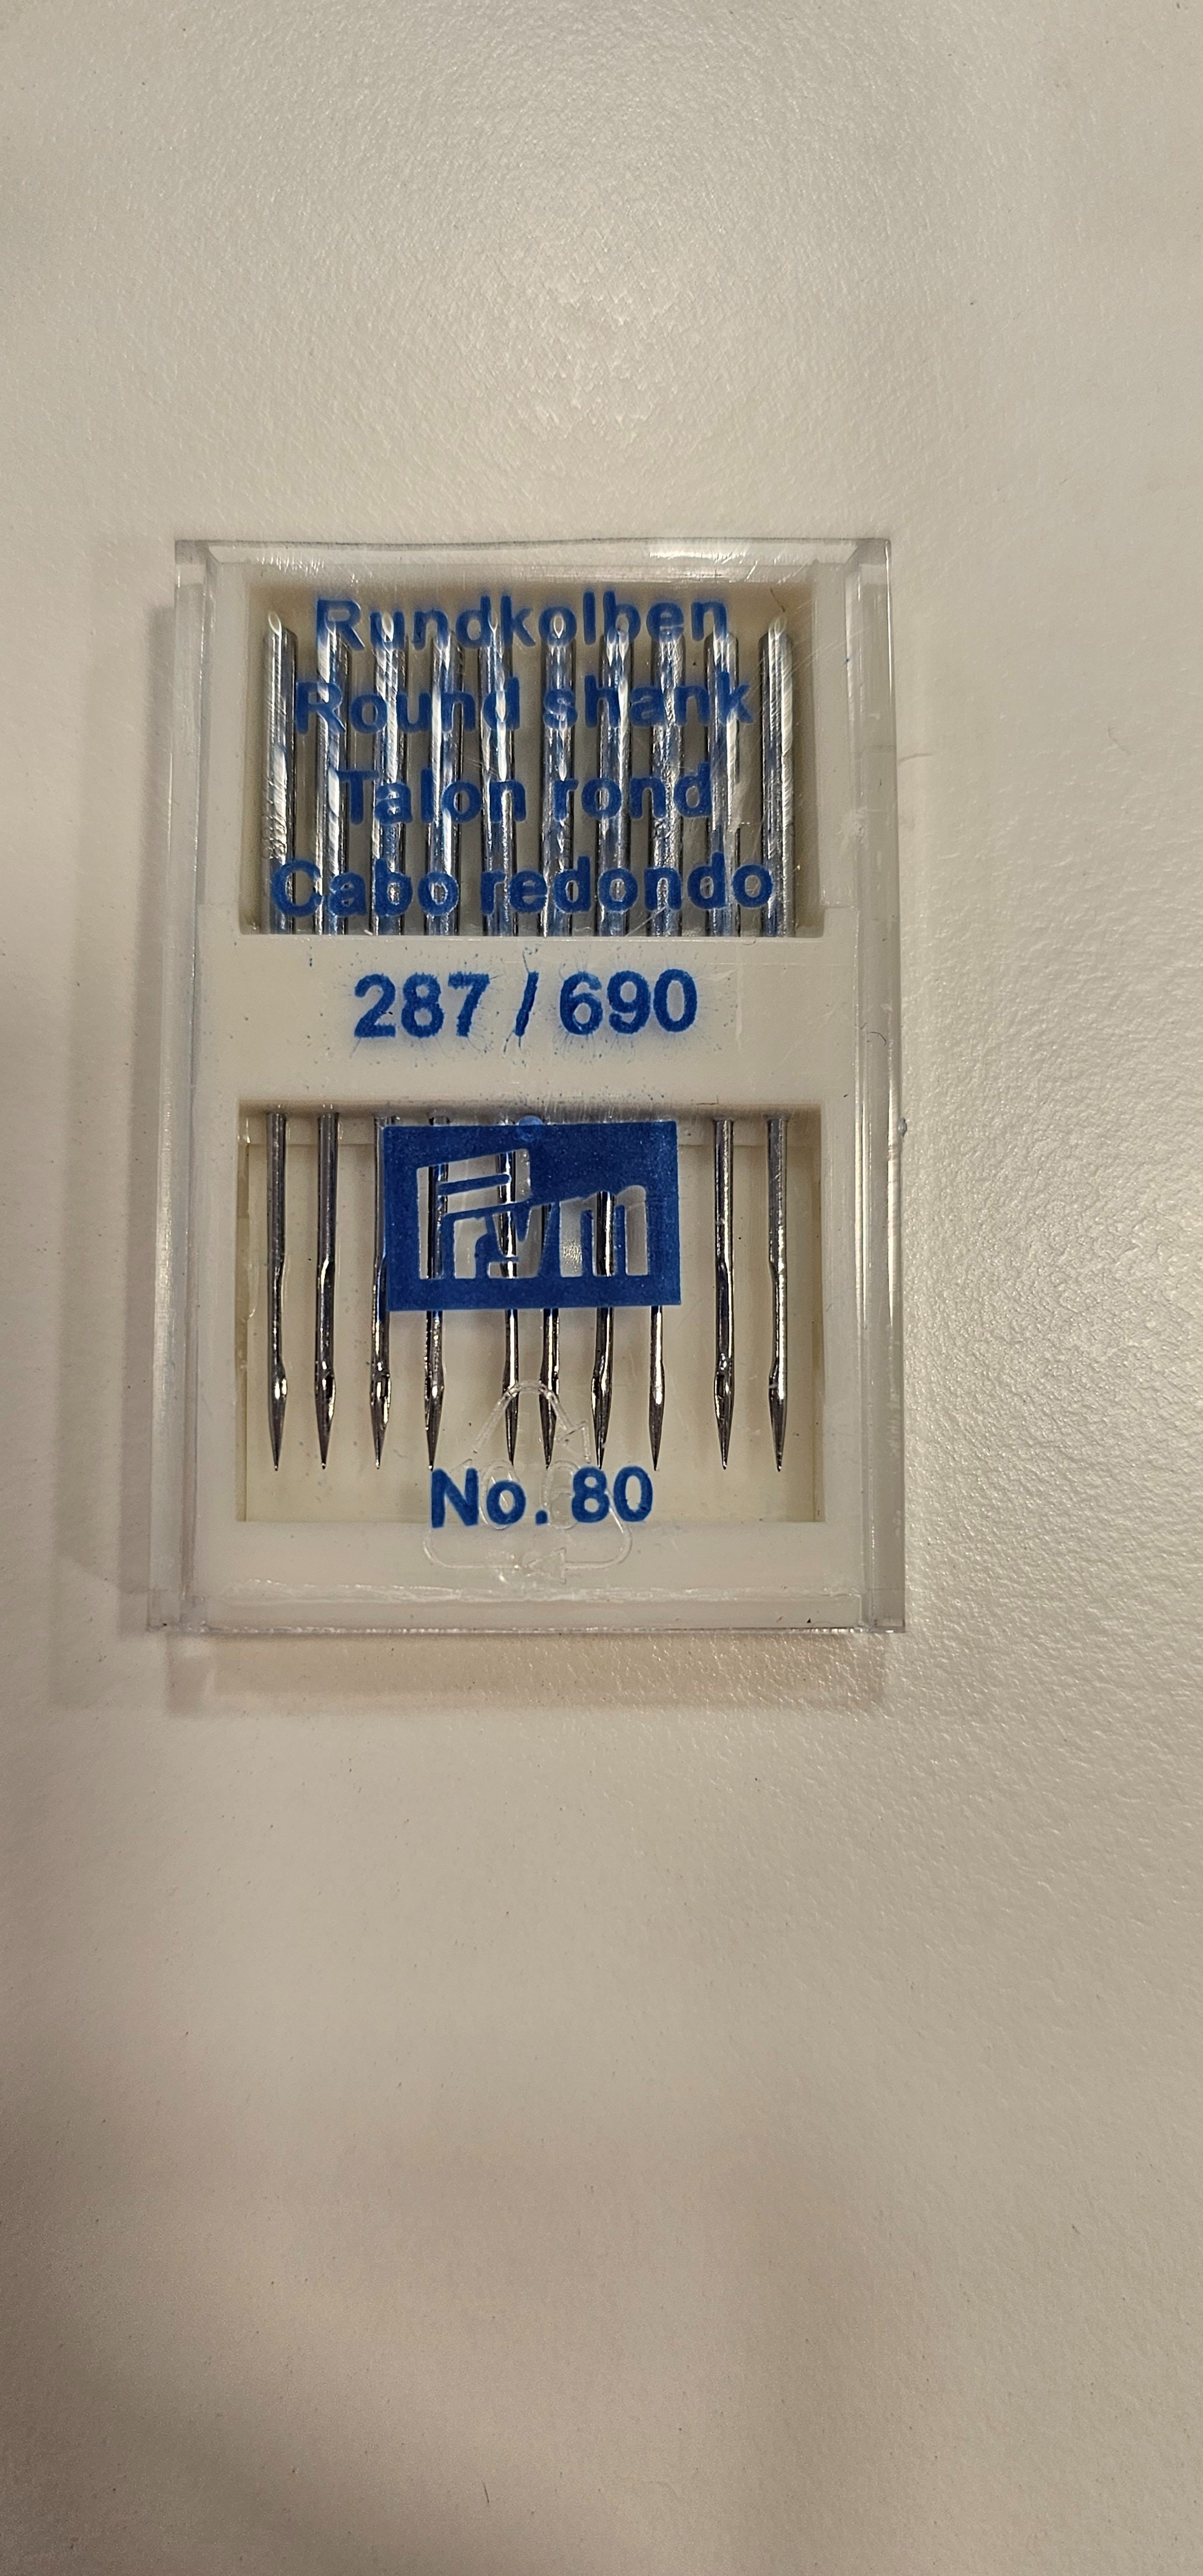 Rundkolben
Round shank
Talon rond
Cabo redondo
287 / 690
Prym
No. 80